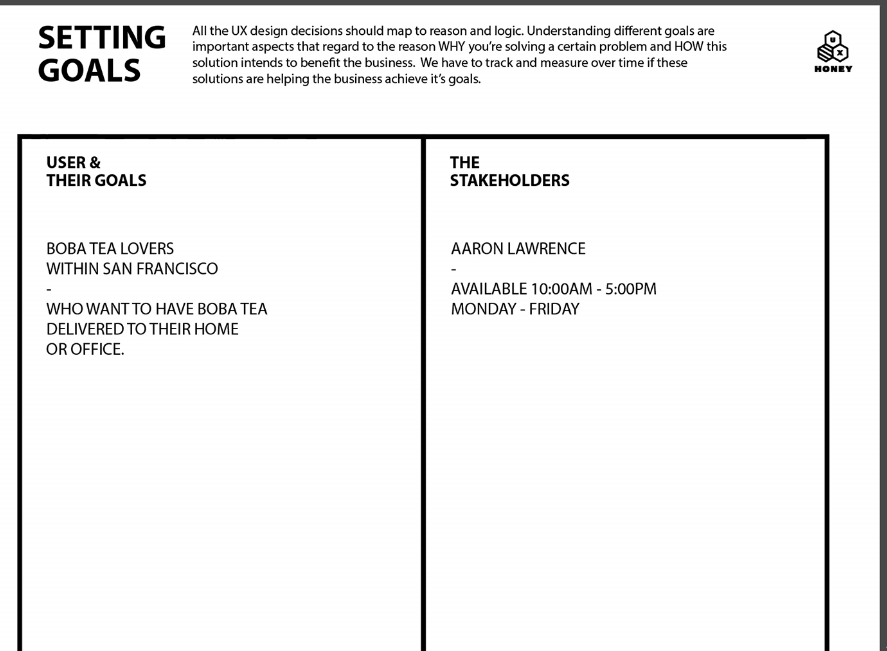 SETTING
GOALS
All the UX design decisions should map to reason and logic. Understanding different goals are
important aspects that regard to the reason WHY you're solving a certain problem and HOW this
solution intends to benefit the business. We have to track and measure over time if these
solutions are helping the business achieve it's goals.
U
X
HONEY
USER &
THEIR GOALS
BOBA TEA LOVERS
WITHIN SAN FRANCISCO
-
WHO WANT TO HAVE BOBA TEA
DELIVERED TO THEIR HOME
OR OFFICE.
THE
STAKEHOLDERS
AARON LAWRENCE
-
AVAILABLE 10:00AM - 5:00PM
MONDAY - FRIDAY